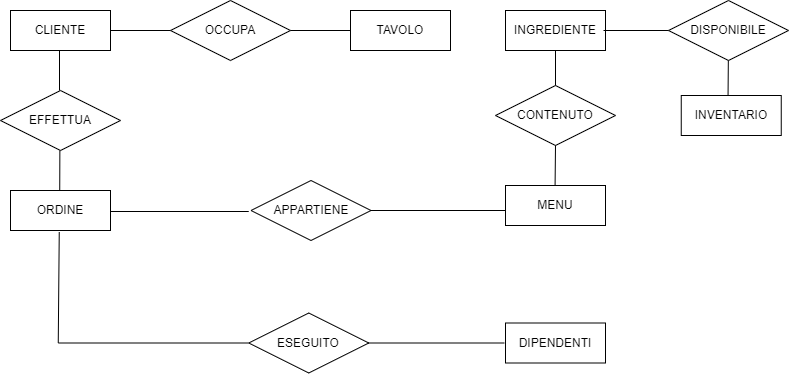 CLIENTE
OCCUPA
TAVOLO
INGREDIENTE
DISPONIBILE
EFFETTUA
CONTENUTO
INVENTARIO
ORDINE
APPARTIENE
MENU
ESEGUITO
DIPENDENTI